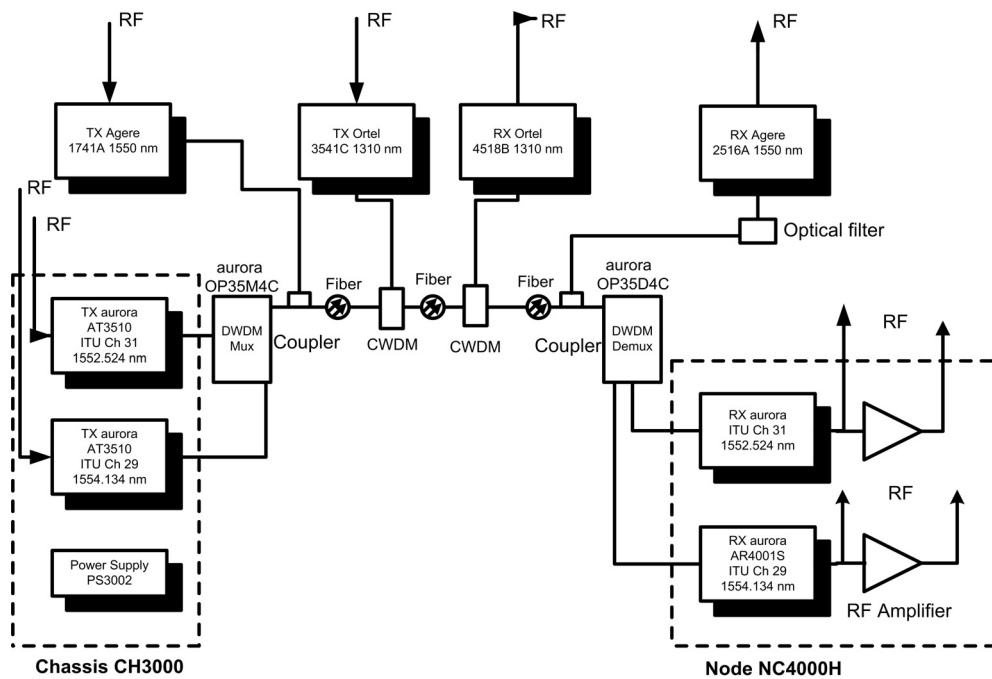 RF
RF
RF
RF
TX Agere
1741A 1550 nm
TX Ortel
3541C 1310 nm
RX Ortel
4518B 1310 nm
RX Agere
2516A 1550 nm
RF
RF
Optical filter
aurora
OP35M4C
Fiber
Fiber
Fiber
aurora
OP35D4C
TX aurora
AT3510
ITU Ch 31
1552.524 nm
DWDM
Mux
Coupler
CWDM
CWDM
Coupler
DWDM
Demux
RF
TX aurora
AT3510
ITU Ch 29
1554.134 nm
RX aurora
ITU Ch 31
1552.524 nm
RF
Power Supply
PS3002
RX aurora
AR4001S
ITU Ch 29
1554.134 nm
RF Amplifier
Chassis CH3000
Node NC4000H